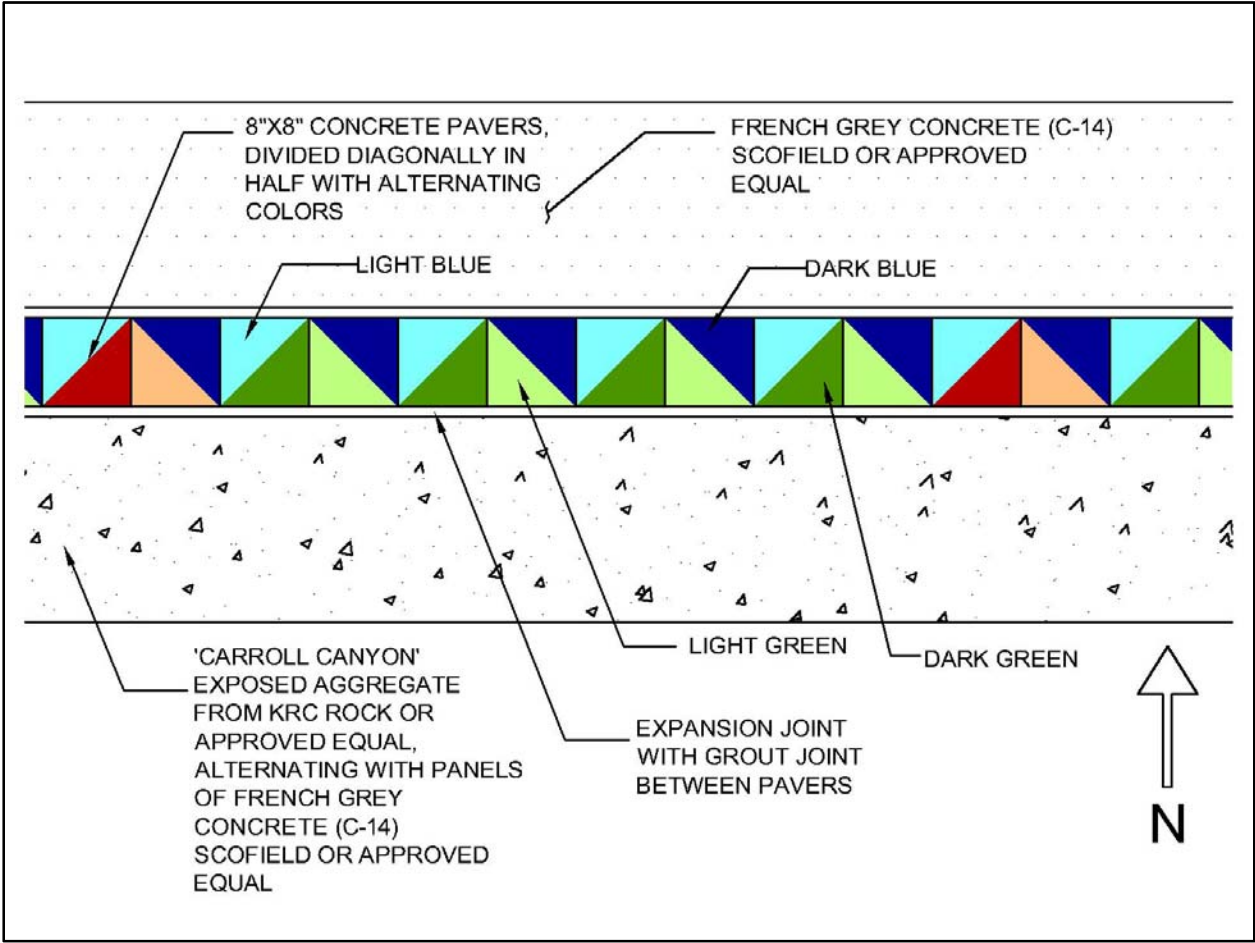 8"X8" CONCRETE PAVERS,
DIVIDED DIAGONALLY IN
HALF WITH ALTERNATING
COLORS
FRENCH GREY CONCRETE (C-14)
SCOFIELD OR APPROVED
EQUAL
LIGHT BLUE
DARK BLUE
LIGHT GREEN
DARK GREEN
'CARROLL CANYON'
EXPOSED AGGREGATE
FROM KRC ROCK OR
APPROVED EQUAL,
ALTERNATING WITH PANELS
OF FRENCH GREY
CONCRETE (C-14)
SCOFIELD OR APPROVED
EQUAL
EXPANSION JOINT
WITH GROUT JOINT
BETWEEN PAVERS
N